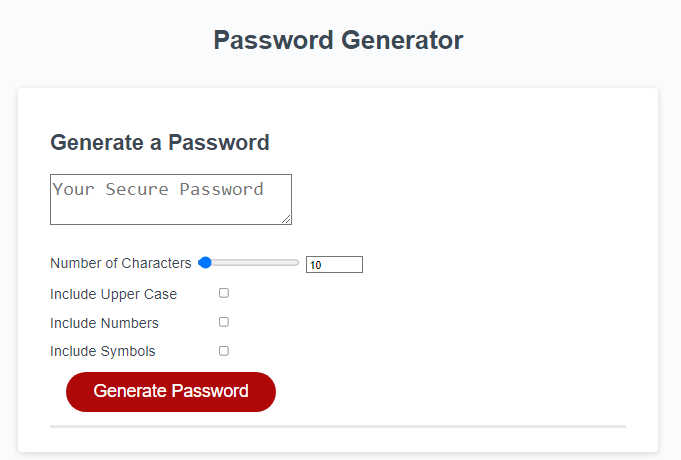 Password Generator
Generate a Password
Your Secure Password
Number of Characters 10
Include Upper Case
Include Numbers
Include Symbols
Generate Password